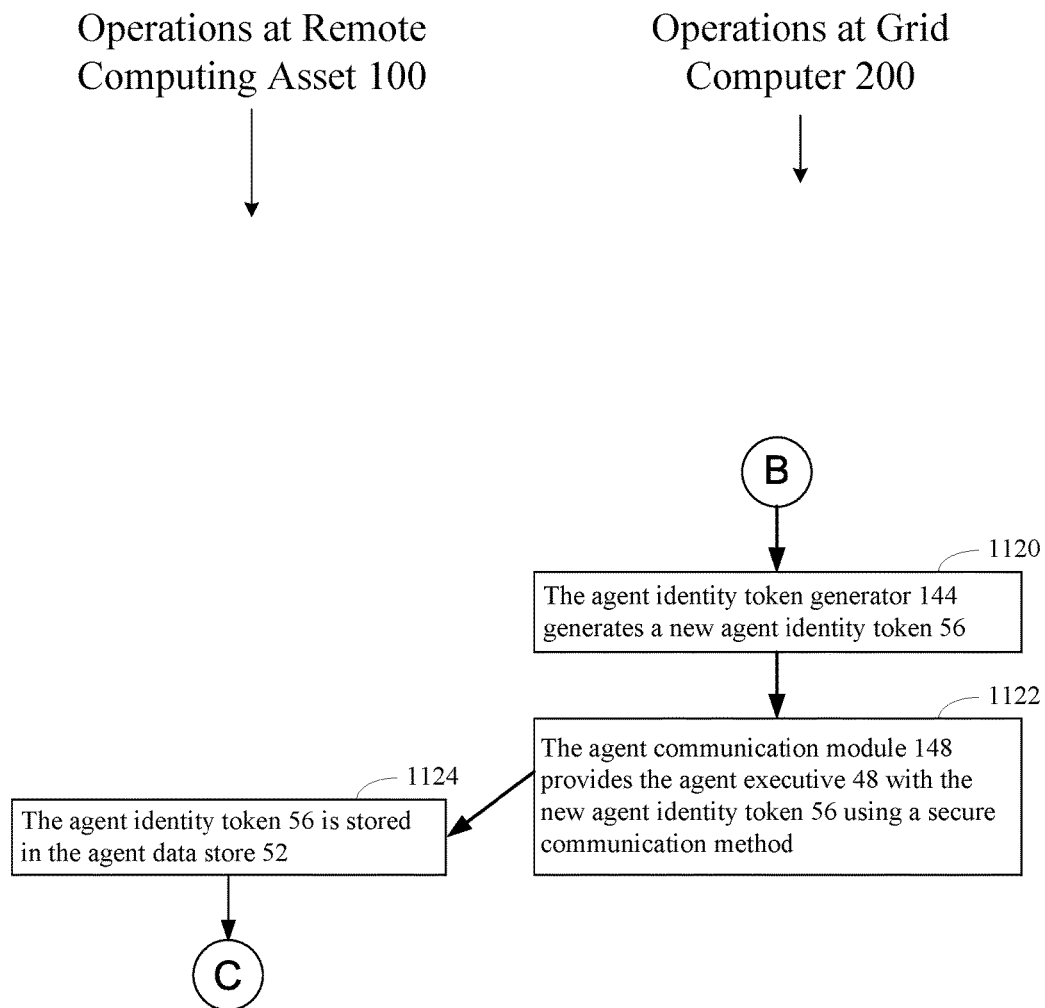 Operations at Remote
Computing Asset 100
Operations at Grid
Computer 200
B
1120
The agent identity token generator 144
generates a new agent identity token 56
1122
The agent communication module 148
provides the agent executive 48 with the
new agent identity token 56 using a secure
communication method
1124
The agent identity token 56 is stored
in the agent data store 52
C